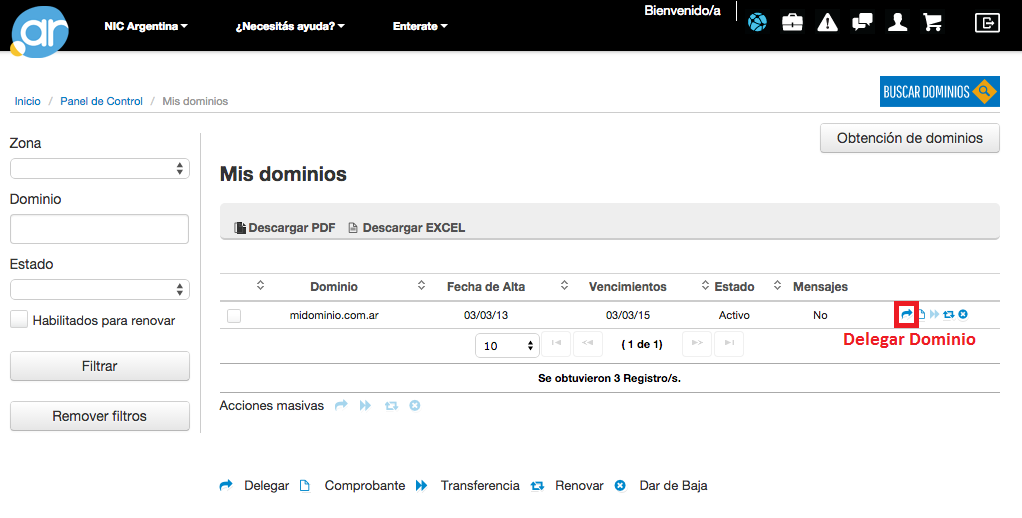 .ar
NIC Argentina
¿Necesitás ayuda?
Enterate
Bienvenido/a
Inicio / Panel de Control / Mis dominios
BUSCAR DOMINIOS
Obtención de dominios
Zona
Dominio
Estado
Habilitados para renovar
Filtrar
Remover filtros
Mis dominios
Descargar PDF Descargar EXCEL
Dominio Fecha de Alta Vencimientos Estado Mensajes
midominio.com.ar 03/03/13 03/03/15 Activo No
Delegar Dominio
10 ( 1 de 1 )
Se obtuvieron 3 Registro/s.
Acciones masivas
Delegar Comprobante Transferencia Renovar Dar de Baja